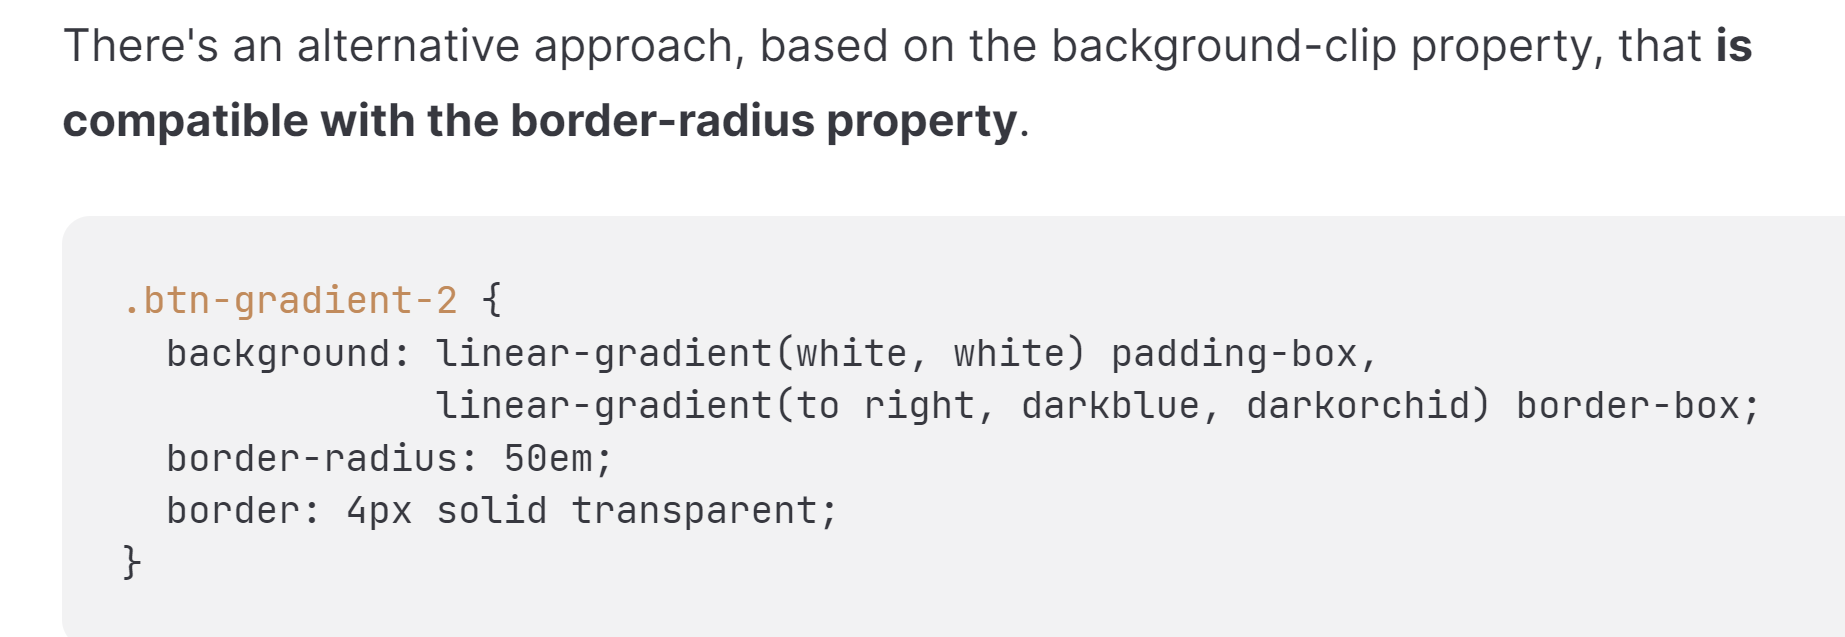 There's an alternative approach, based on the background-clip property, that is
compatible with the border-radius property.
.btn-gradient-2 {
  background: linear-gradient(white, white) padding-box,
              linear-gradient(to right, darkblue, darkorchid) border-box;
  border-radius: 50em;
  border: 4px solid transparent;
}